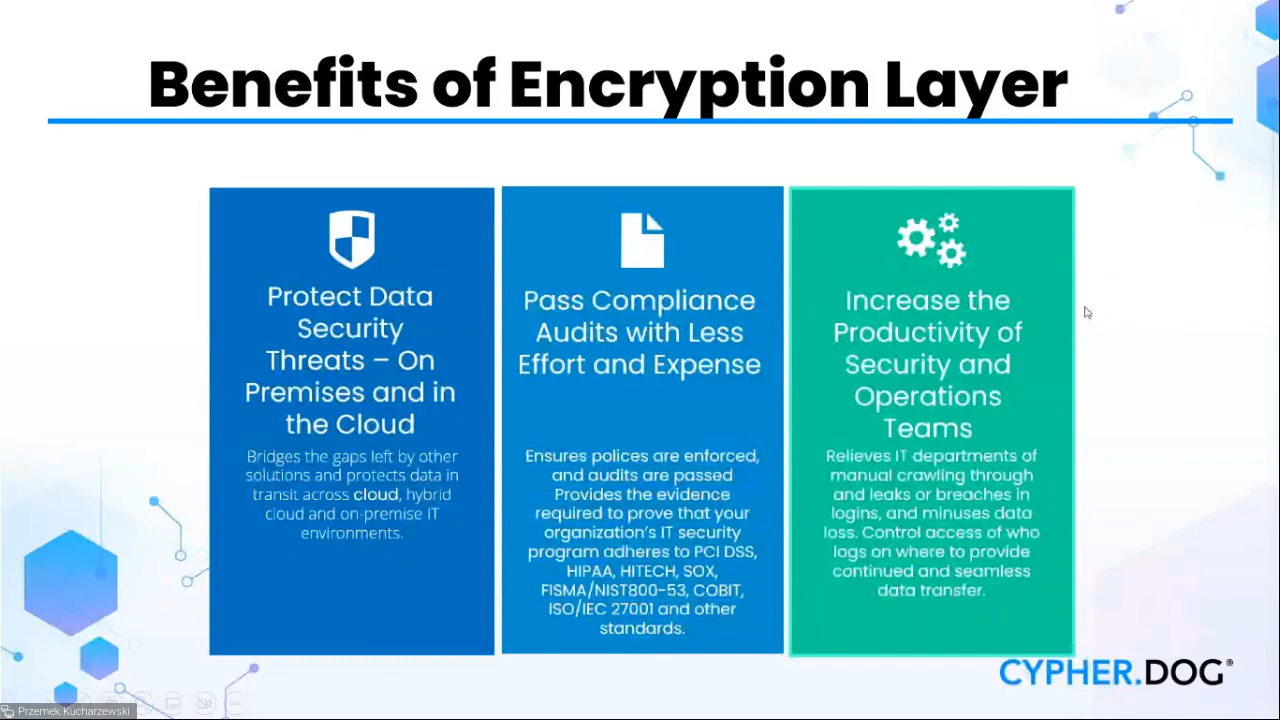 Benefits of Encryption Layer
Protect Data
Security
Threats – On
Premises and in
the Cloud
Bridges the gaps left by other
solutions and protects data in
transit across cloud, hybrid
cloud and on-premise IT
environments.
Pass Compliance
Audits with Less
Effort and Expense
Ensures polices are enforced,
and audits are passed
Provides the evidence
required to prove that your
organization's IT security
program adheres to PCI DSS,
HIPAA, HITECH, SOX,
FISMA/NIST800-53, COBIT,
ISO/IEC 27001 and other
standards.
Increase the
Productivity of
Security and
Operations
Teams
Relieves IT departments of
manual crawling through
and leaks or breaches in
logins, and minuses data
loss. Control access of who
logs on where to provide
continued and seamless
data transfer.
CYPHER.DOG®
Przemek Kucharzewski